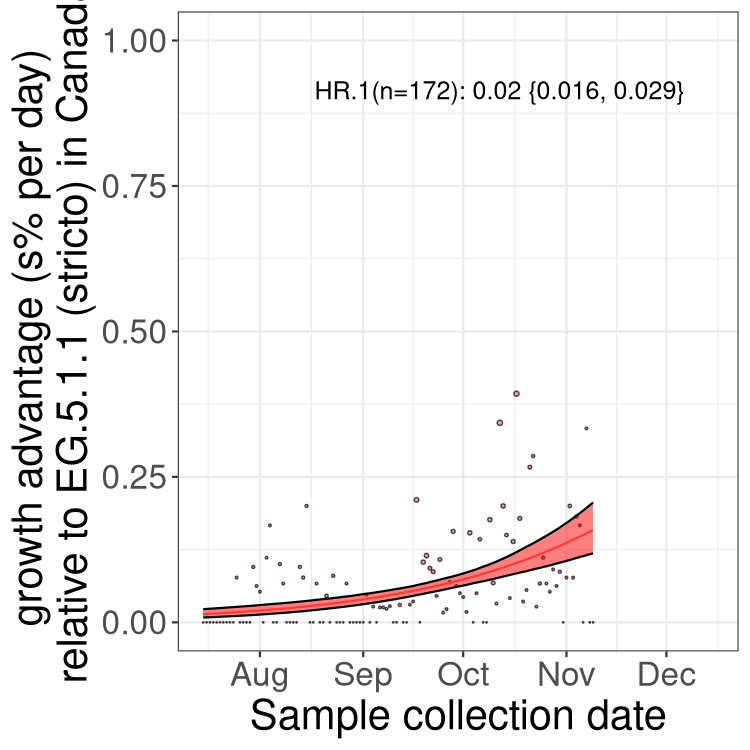 growth advantage (s% per day)
relative to EG.5.1.1 (stricto) in Canada
1.00
0.75
0.50
0.25
0.00
HR.1(n=172): 0.02 {0.016, 0.029}
Aug Sep Oct Nov Dec
Sample collection date